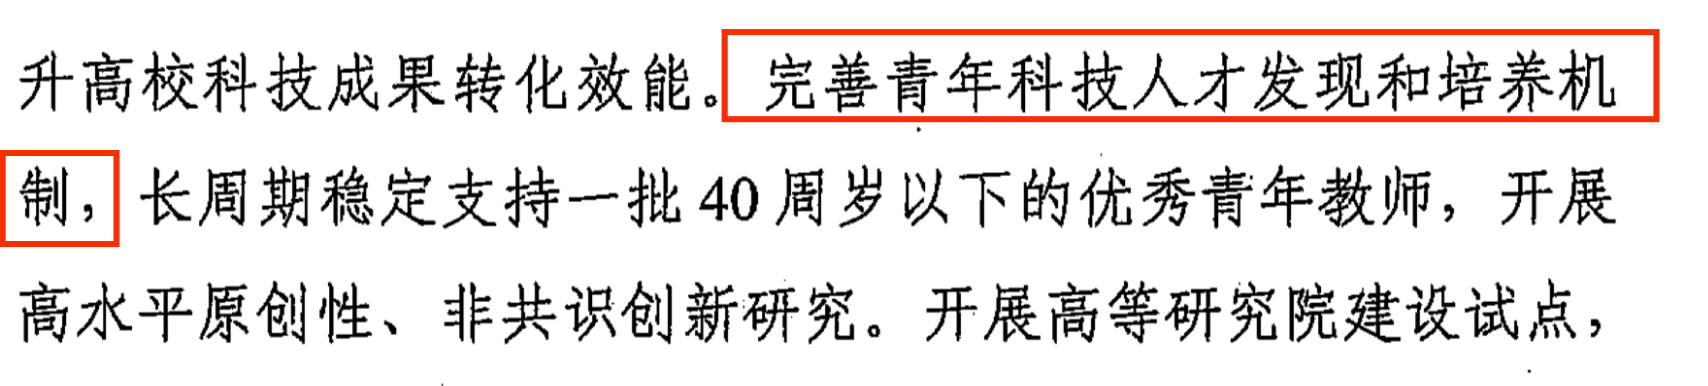 升高校科技成果转化效能。完善青年科技人才发现和培养机
制，长周期稳定支持一批 40 周岁以下的优秀青年教师，开展
高水平原创性、非共识创新研究。开展高等研究院建设试点，